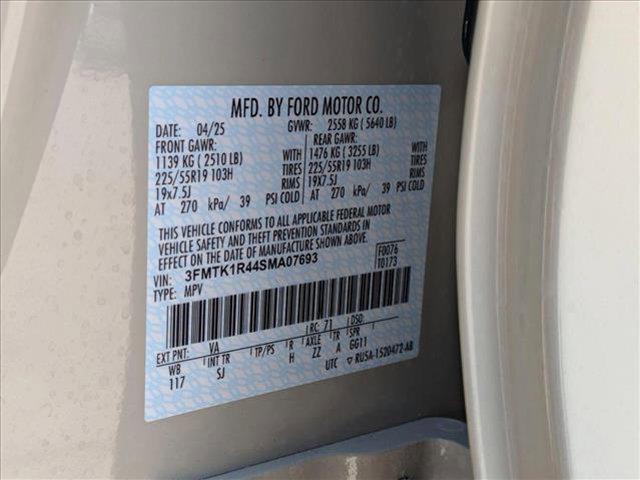 MFD. BY FORD MOTOR CO.
DATE: 04/25 GVWR: 2558 KG ( 5640 LB)
FRONT GAWR: REAR GAWR:
1139 KG ( 2510 LB) WITH 1476 KG ( 3255 LB) WITH
225/55R19 103H TIRES 225/55R19 103H TIRES
19x7.5J RIMS 19x7.5J RIMS
AT 270 kPa/ 39 PSI COLD AT 270 kPa/ 39 PSI COLD
THIS VEHICLE CONFORMS TO ALL APPLICABLE FEDERAL MOTOR
VEHICLE SAFETY AND THEFT PREVENTION STANDARDS IN
EFFECT ON THE DATE OF MANUFACTURE SHOWN ABOVE.
VIN: 3FMTK1R44SMA07693 F0076
TYPE: MPV T0173
EXT PNT: VA RC: 71 DSO:
WB INT TR TP/PS R AXLE TR SPR
117 SJ H ZZ A GG11
UTC ▽ RU5A-1520472-AB